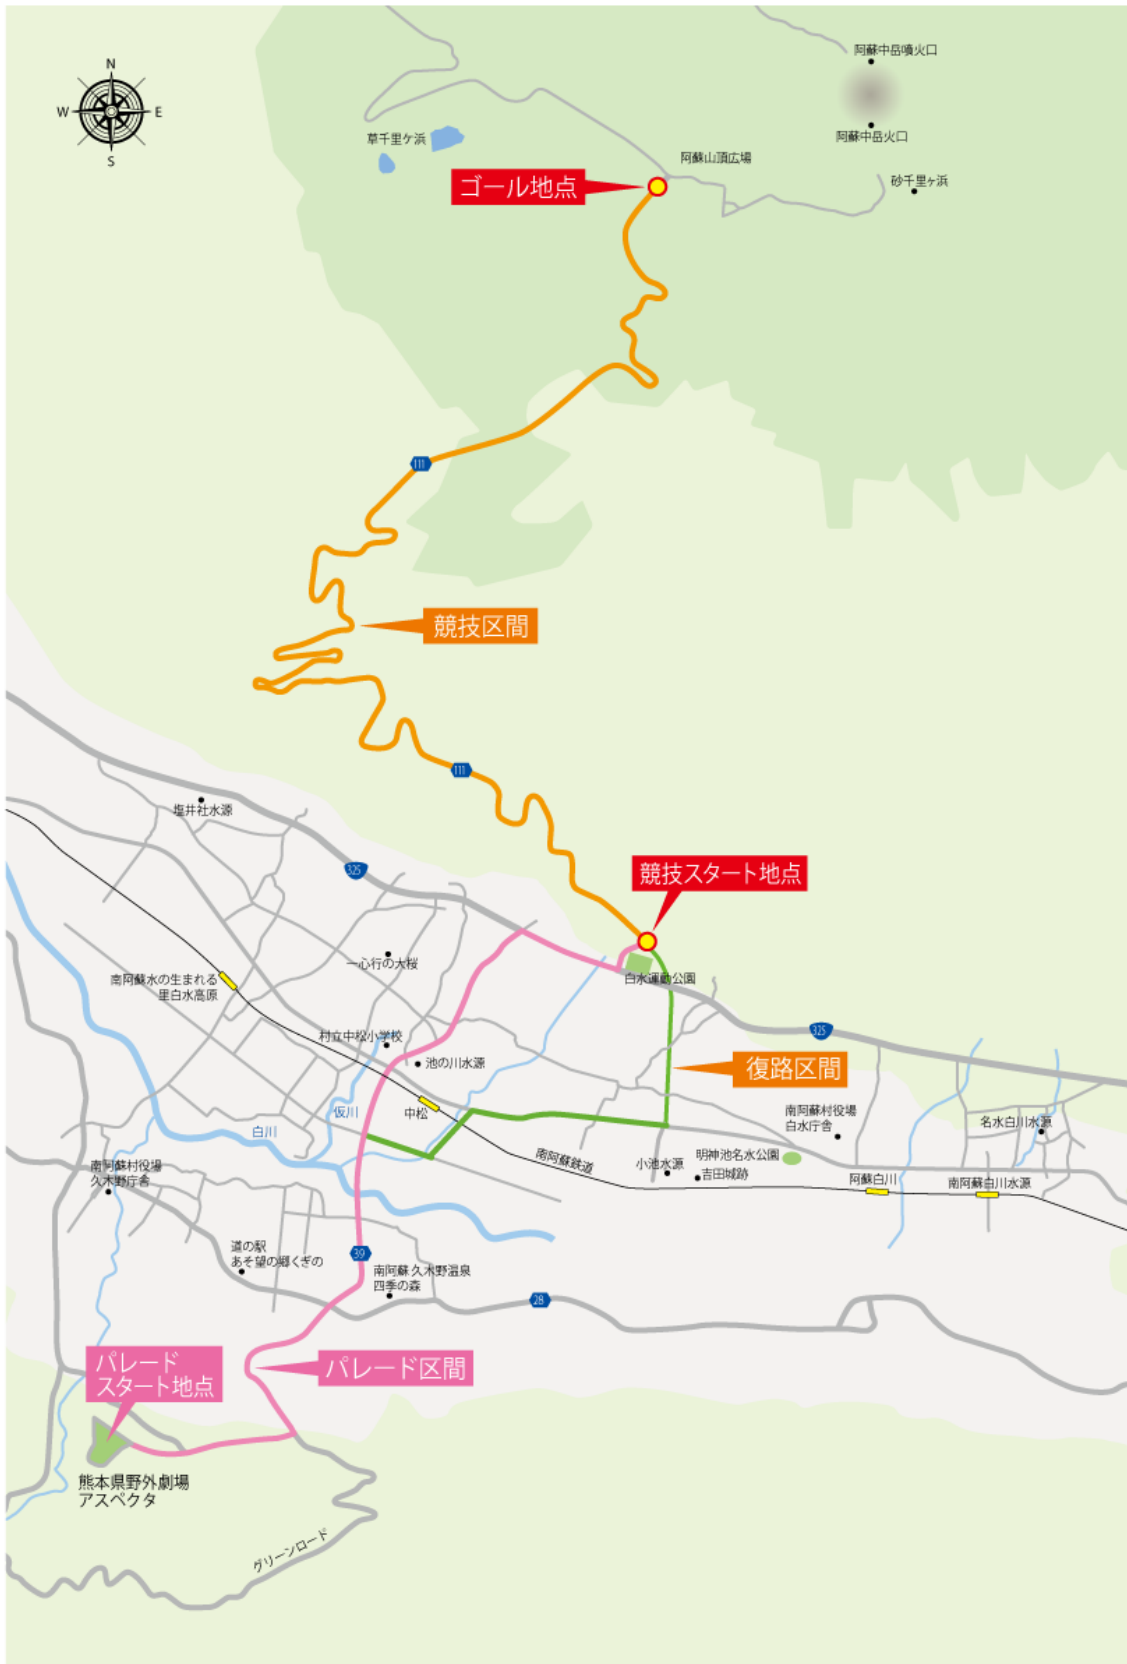 N
W
E
S
阿蘇中岳噴火口
阿蘇中岳火口
草千里ケ浜
阿蘇山頂広場
砂千里ヶ浜
ゴール地点
111
競技区間
111
塩井社水源
325
競技スタート地点
一心行の大桜
白水運動公園
南阿蘇水の生まれる
里白水高原
325
村立中松小学校
池の川水源
復路区間
仮川
中松
白川
南阿蘇村役場
白水庁舎
名水白川水源
南阿蘇鉄道
小池水源
明神池名水公園
吉田城跡
南阿蘇村役場
久木野庁舎
阿蘇白川
南阿蘇白川水源
道の駅
あそ望の郷くぎの
39
南阿蘇 久木野温泉
四季の森
28
パレード
スタート地点
パレード区間
熊本県野外劇場
アスペクタ
グリーンロード